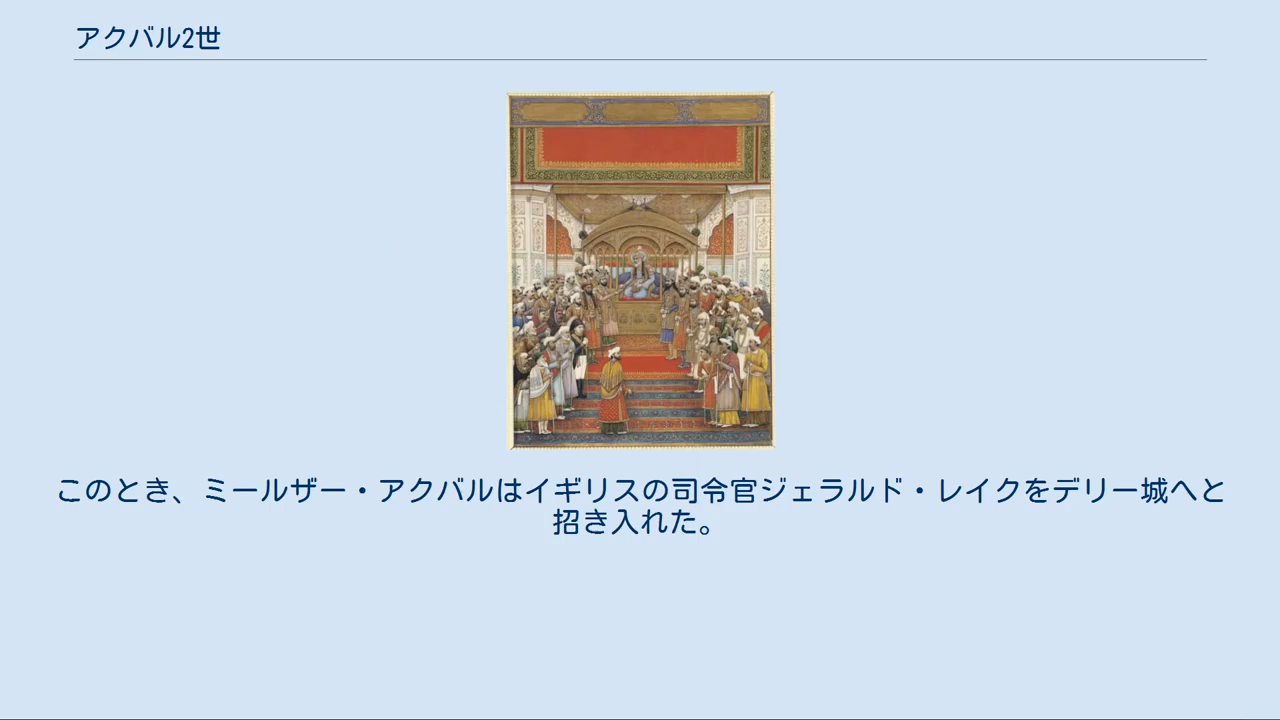 アクバル2世
このとき、ミールザー・アクバルはイギリスの司令官ジェラルド・レイクをデリー城へと
招き入れた。